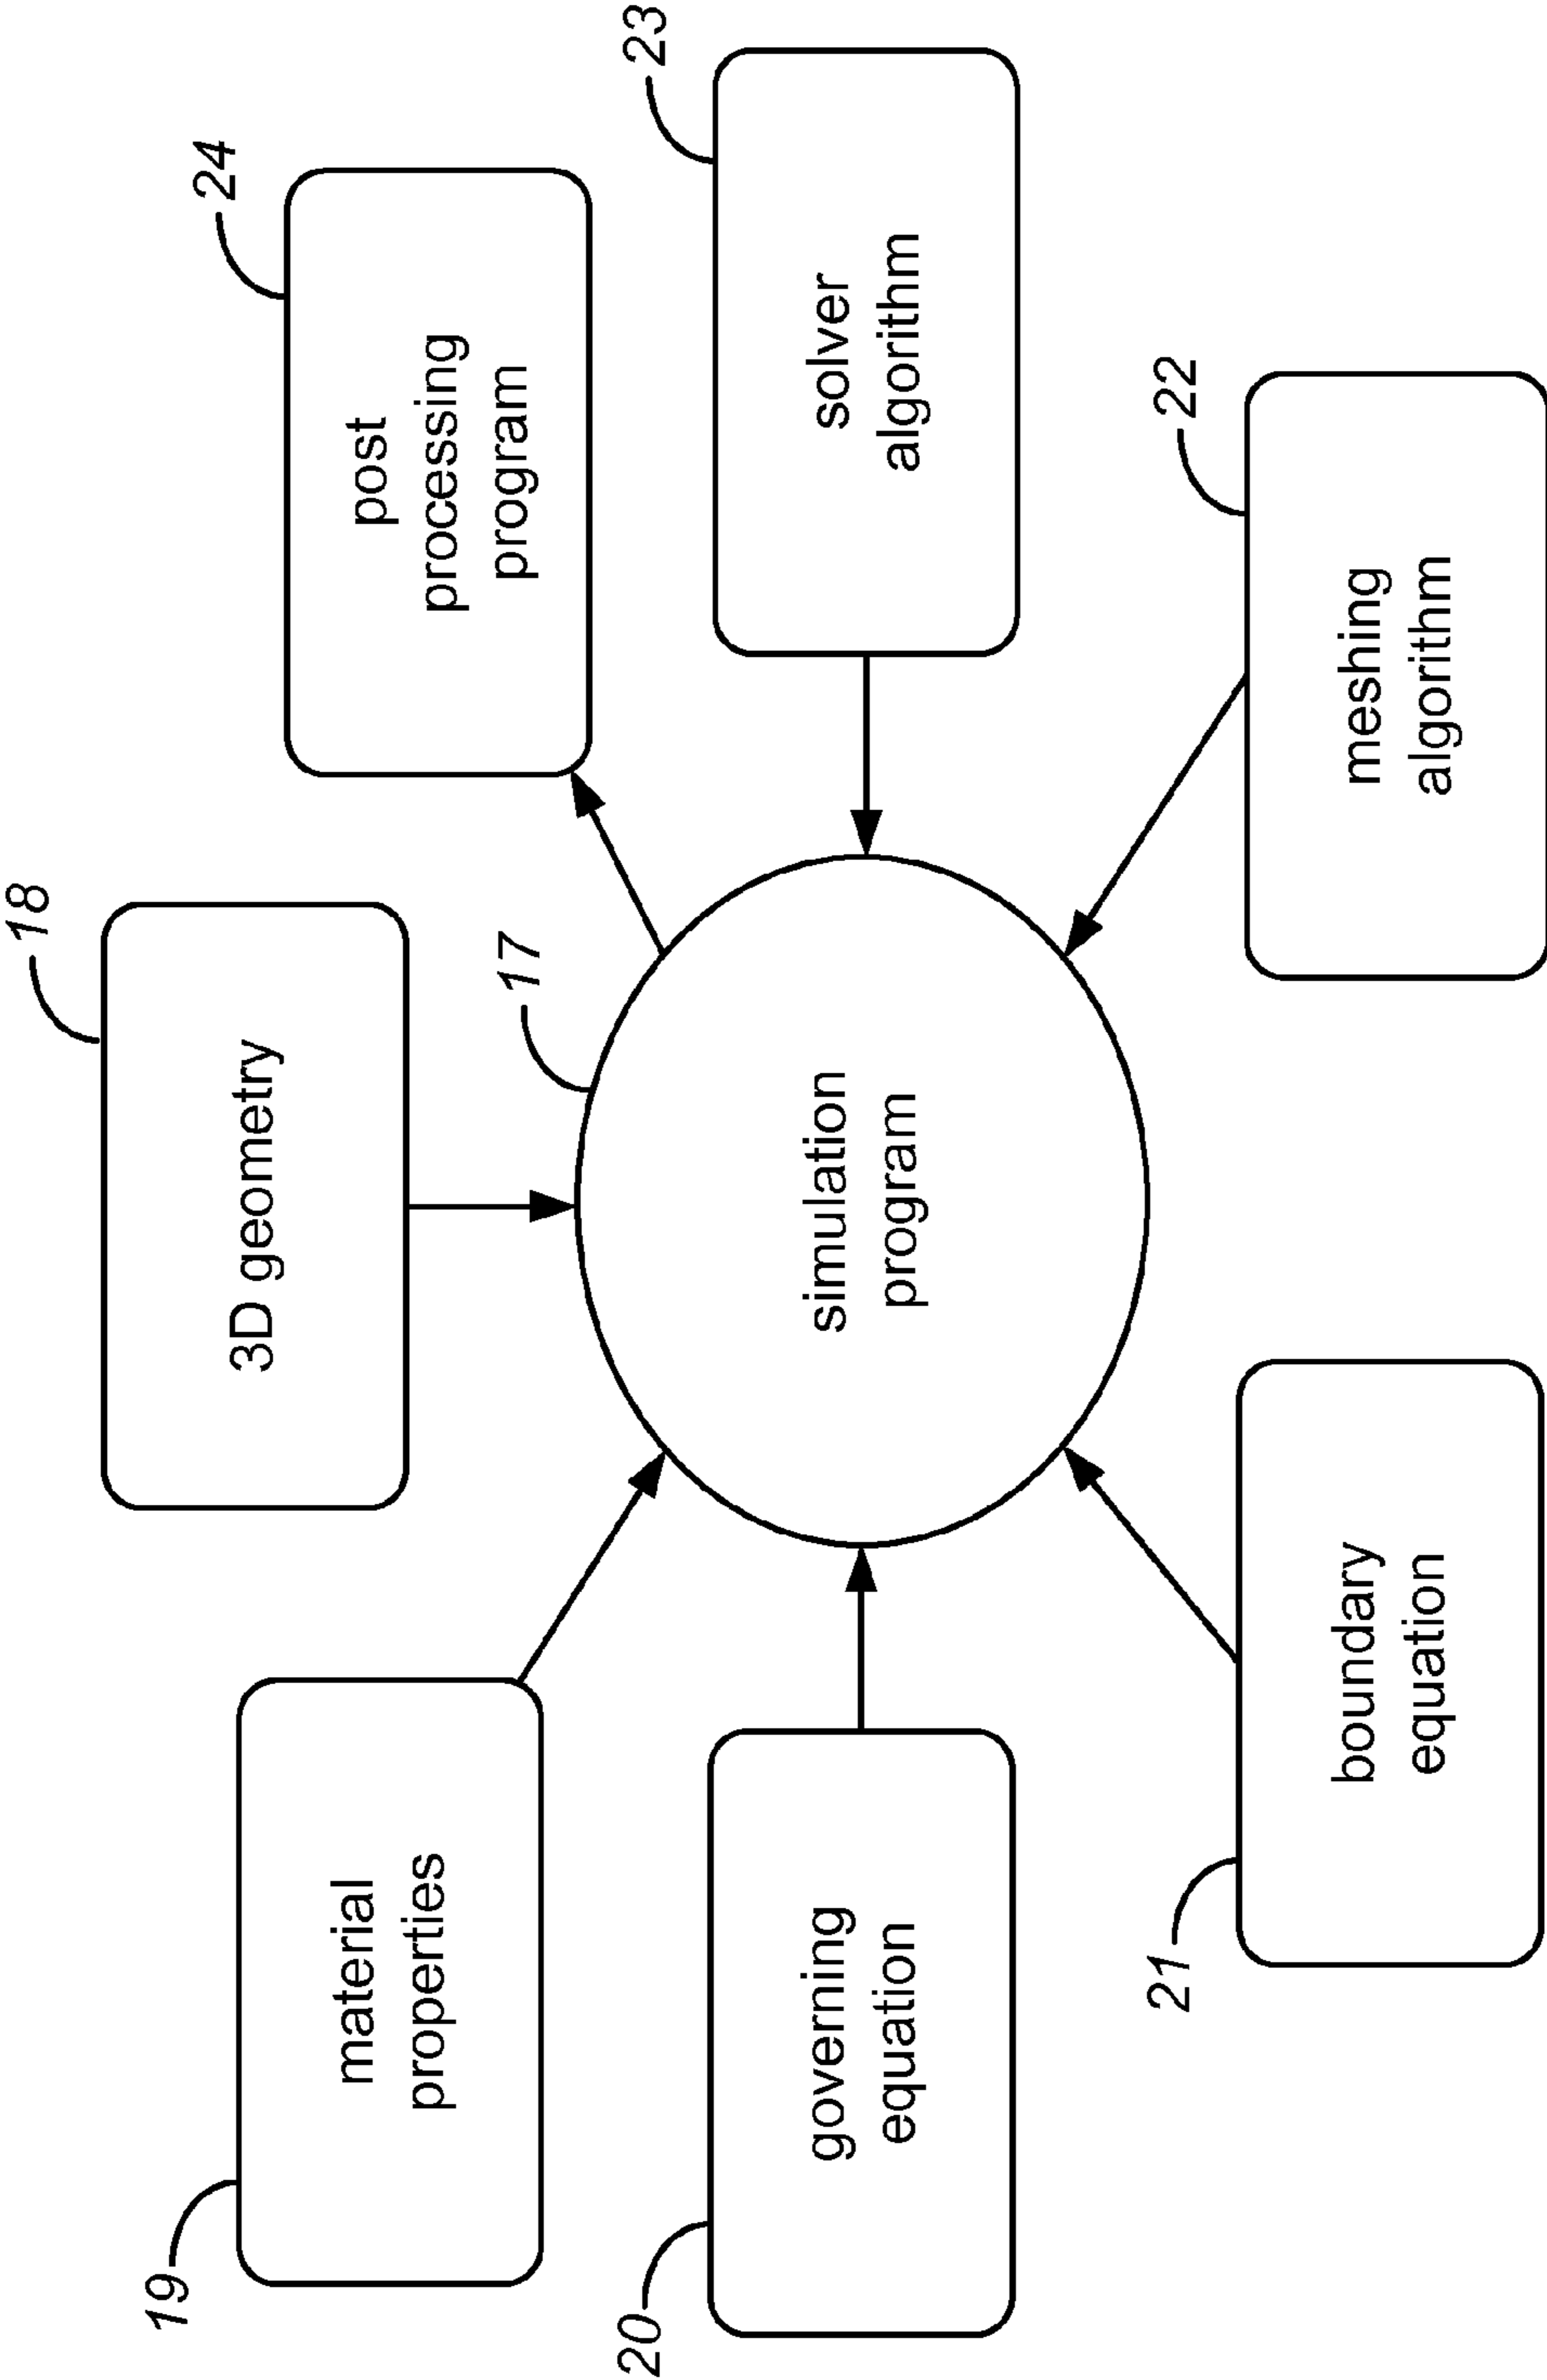 18
3D geometry
24
post
processing
program
19
material
properties
17
simulation
program
23
solver
algorithm
20
governing
equation
22
meshing
algorithm
21
boundary
equation